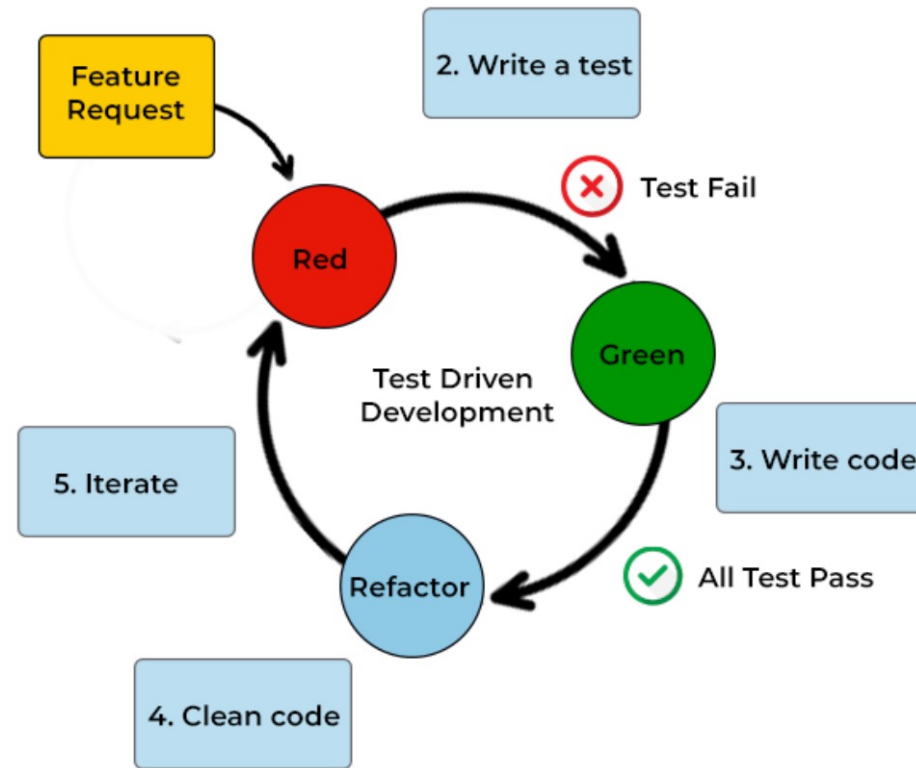 Feature
Request
2. Write a test
Test Fail
Red
Green
Test Driven
Development
3. Write code
5. Iterate
All Test Pass
Refactor
4. Clean code